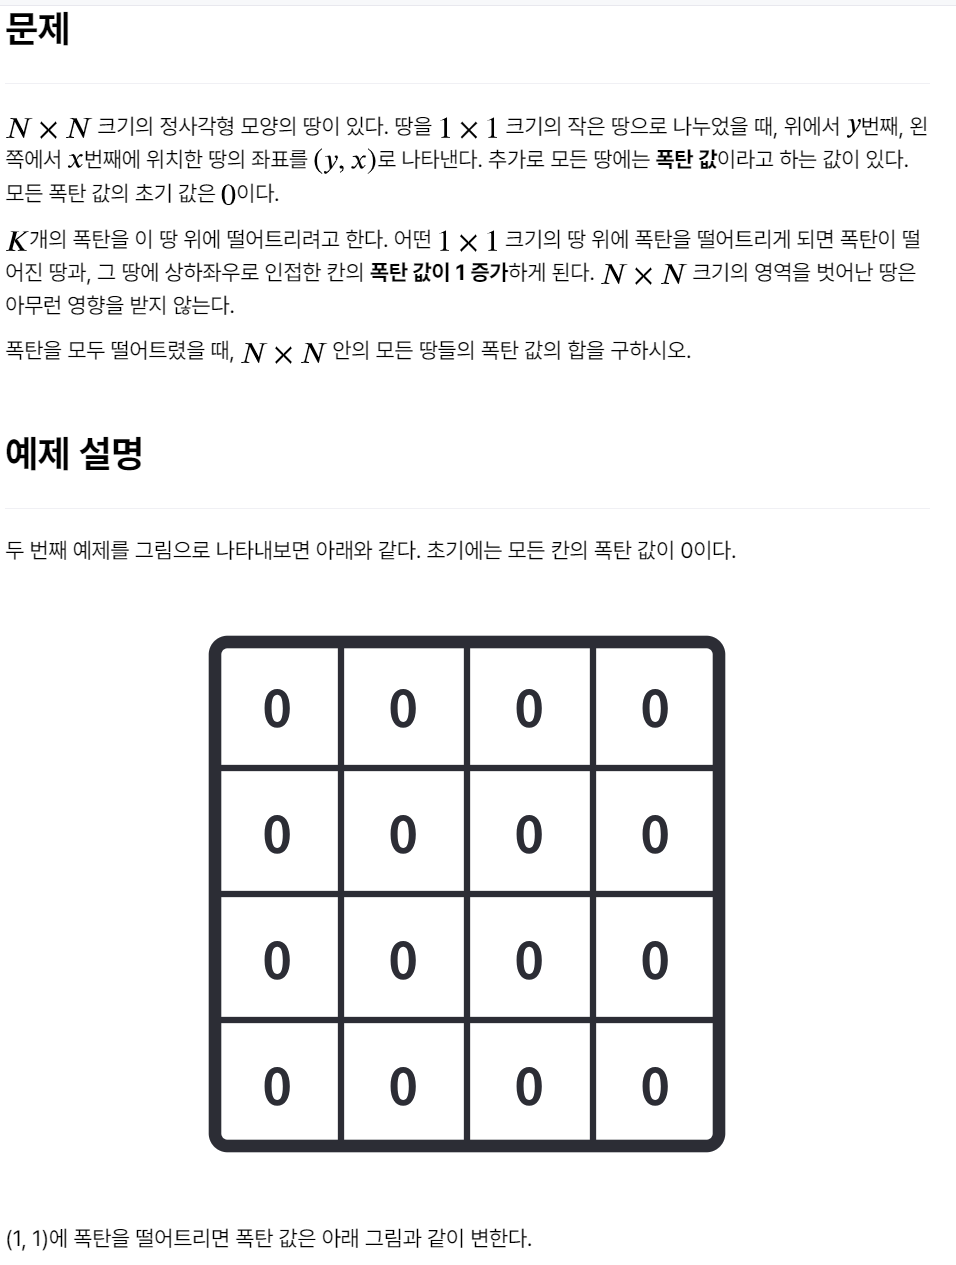 문제
N × N 크기의 정사각형 모양의 땅이 있다. 땅을 1 × 1 크기의 작은 땅으로 나누었을 때, 위에서 y번째, 왼
쪽에서 x번째에 위치한 땅의 좌표를 (y, x)로 나타낸다. 추가로 모든 땅에는 폭탄 값이라고 하는 값이 있다.
모든 폭탄 값의 초기 값은 0이다.
K개의 폭탄을 이 땅 위에 떨어트리려고 한다. 어떤 1 × 1 크기의 땅 위에 폭탄을 떨어트리게 되면 폭탄이 떨
어진 땅과, 그 땅에 상하좌우로 인접한 칸의 폭탄 값이 1 증가하게 된다. N × N 크기의 영역을 벗어난 땅은
아무런 영향을 받지 않는다.
폭탄을 모두 떨어트렸을 때, N × N 안의 모든 땅들의 폭탄 값의 합을 구하시오.
예제 설명
두 번째 예제를 그림으로 나타내보면 아래와 같다. 초기에는 모든 칸의 폭탄 값이 0이다.
0 0 0 0
0 0 0 0
0 0 0 0
0 0 0 0
(1, 1)에 폭탄을 떨어트리면 폭탄 값은 아래 그림과 같이 변한다.